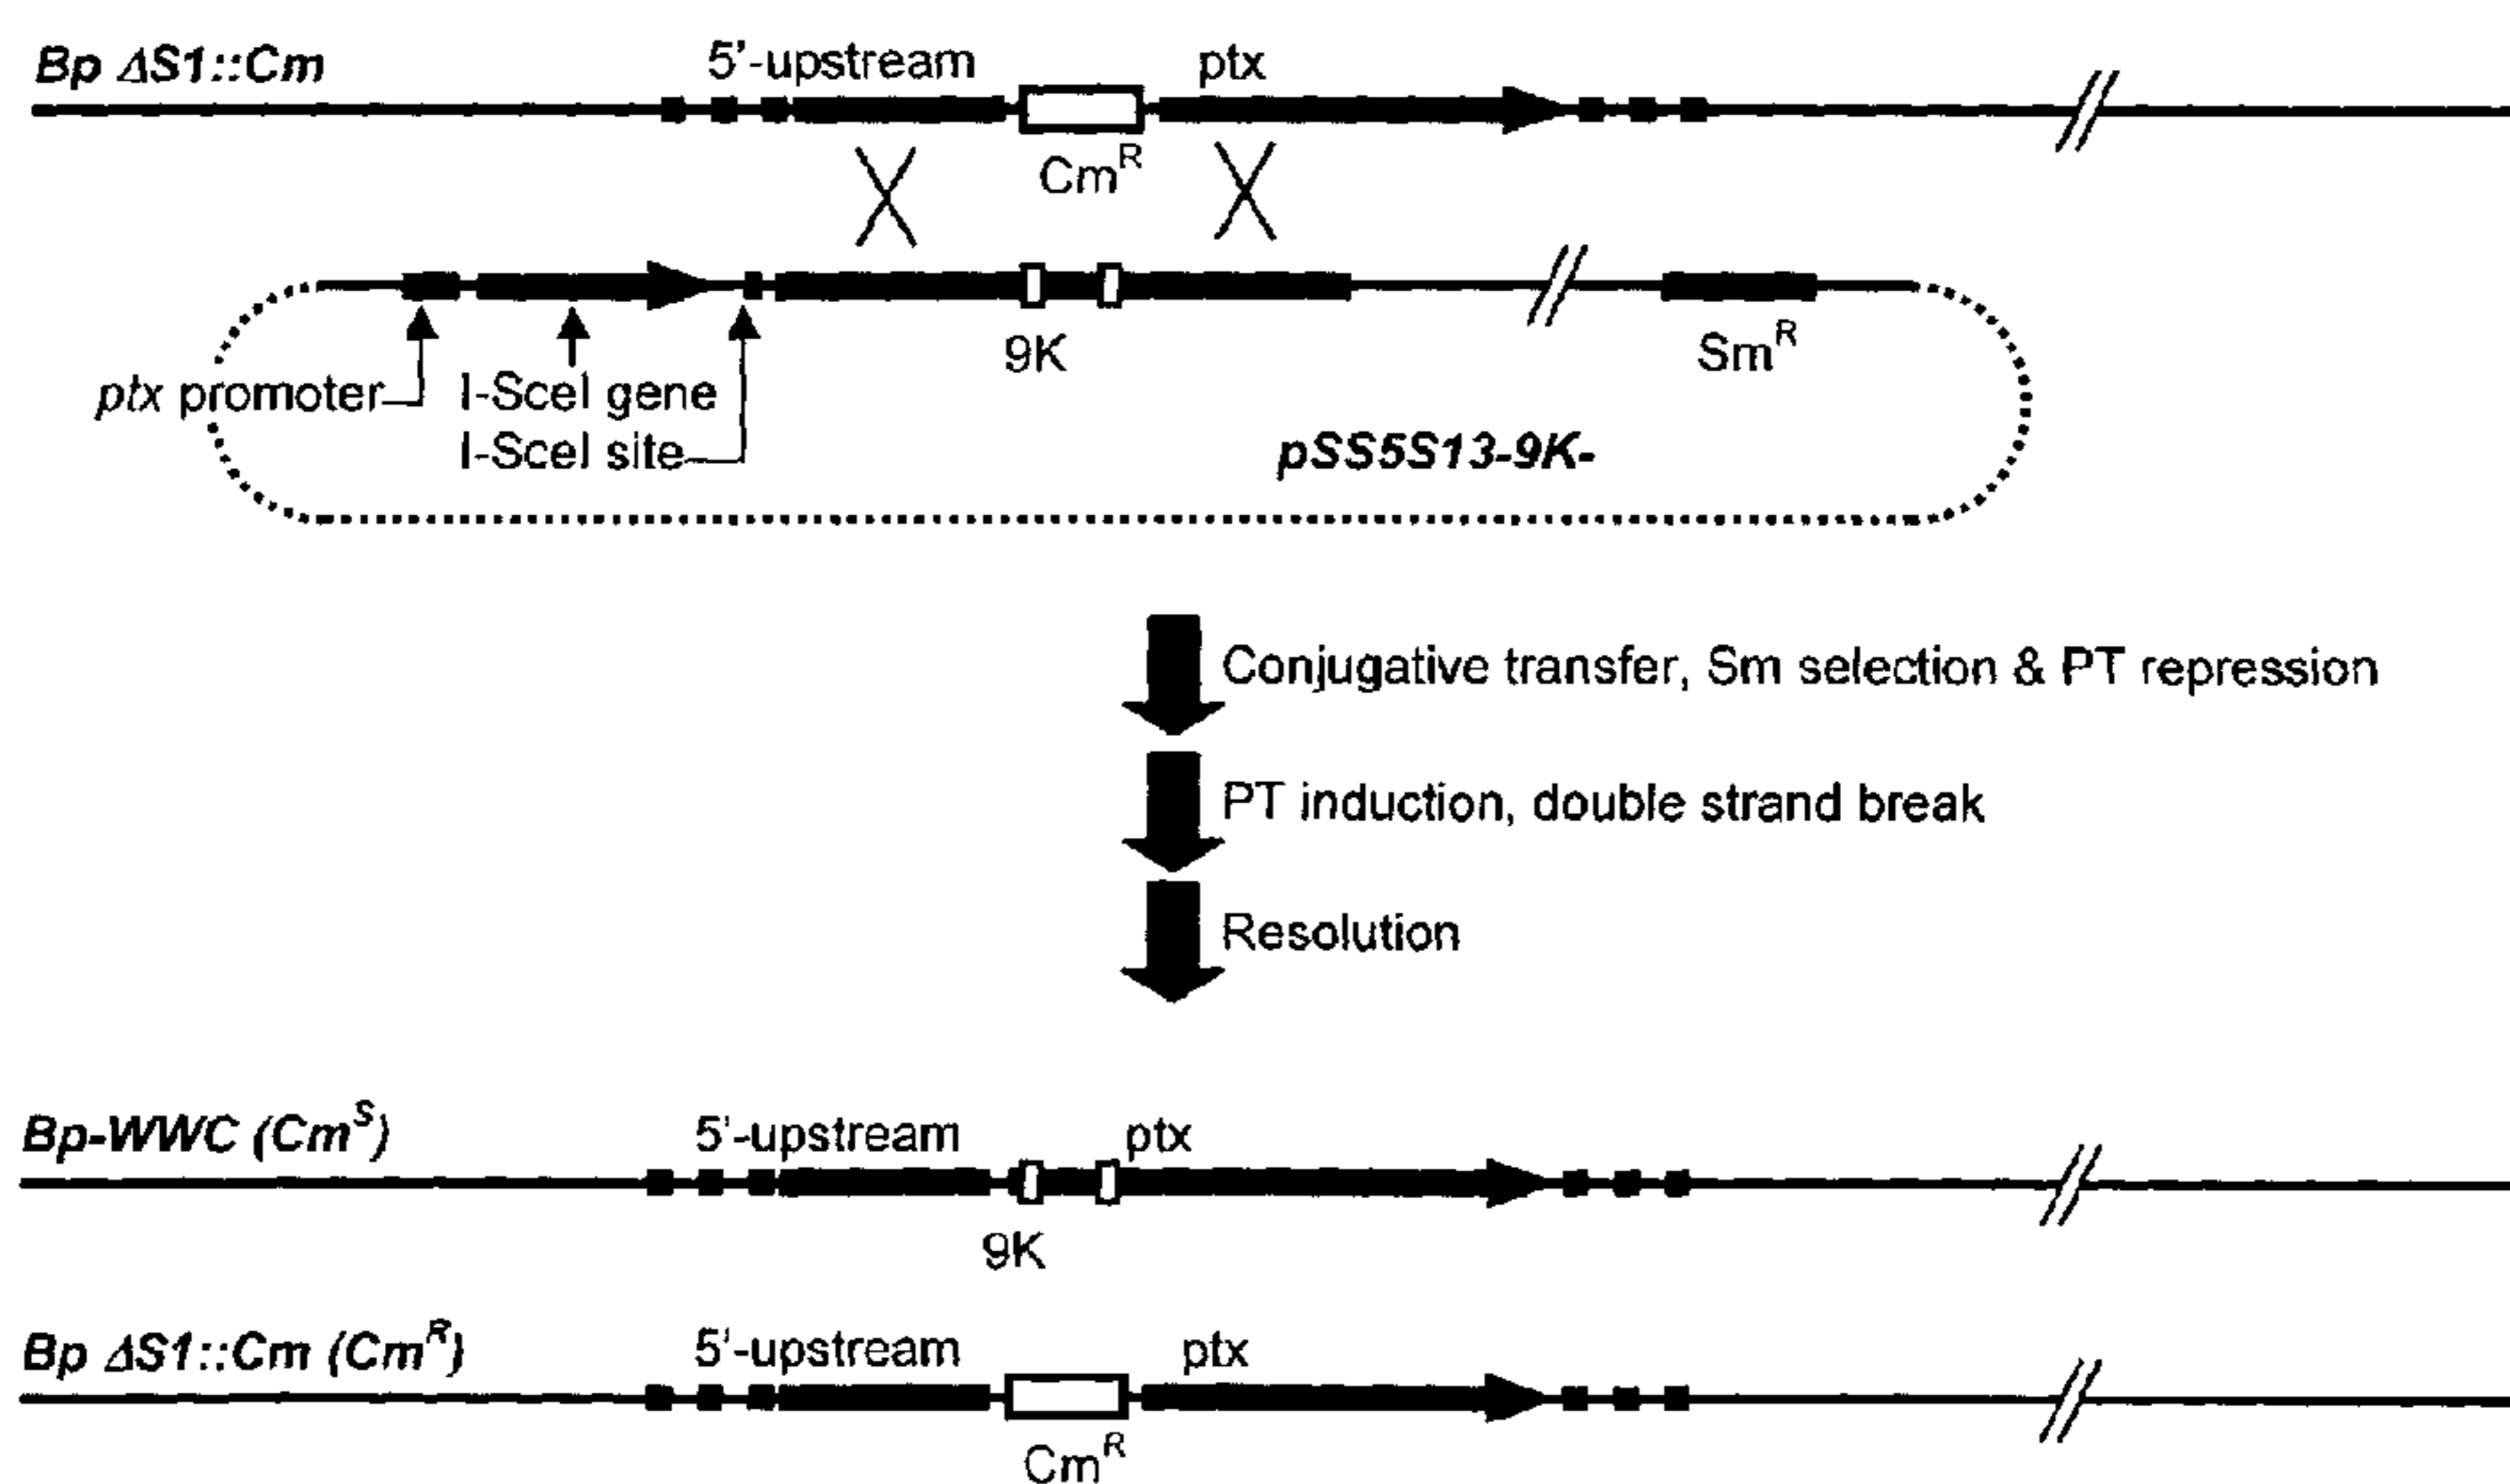 Bp ΔS1::Cm 5'-upstream ptx
Cm^R
9K Sm^R
ptx promoter I-SceI gene
I-SceI site pSS5S13-9K-
Conjugative transfer, Sm selection & PT repression
PT induction, double strand break
Resolution
Bp-WWC (Cm^S) 5'-upstream ptx
9K
Bp ΔS1::Cm (Cm^R) 5'-upstream ptx
Cm^R